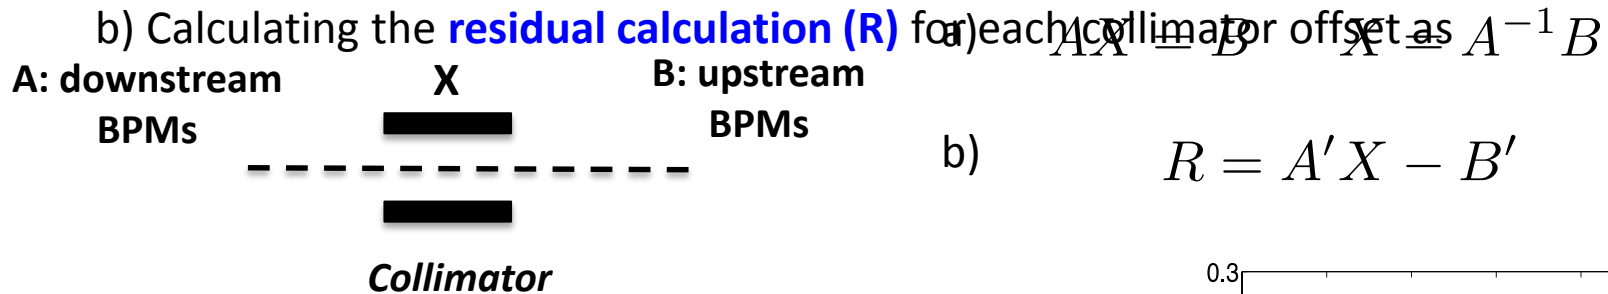 b) Calculating the residual calculation (R) for each collimator offset as
a) AX = B X = A⁻¹B
A: downstream
BPMs
X
B: upstream
BPMs
b) R = A′X − B′
Collimator
0.3